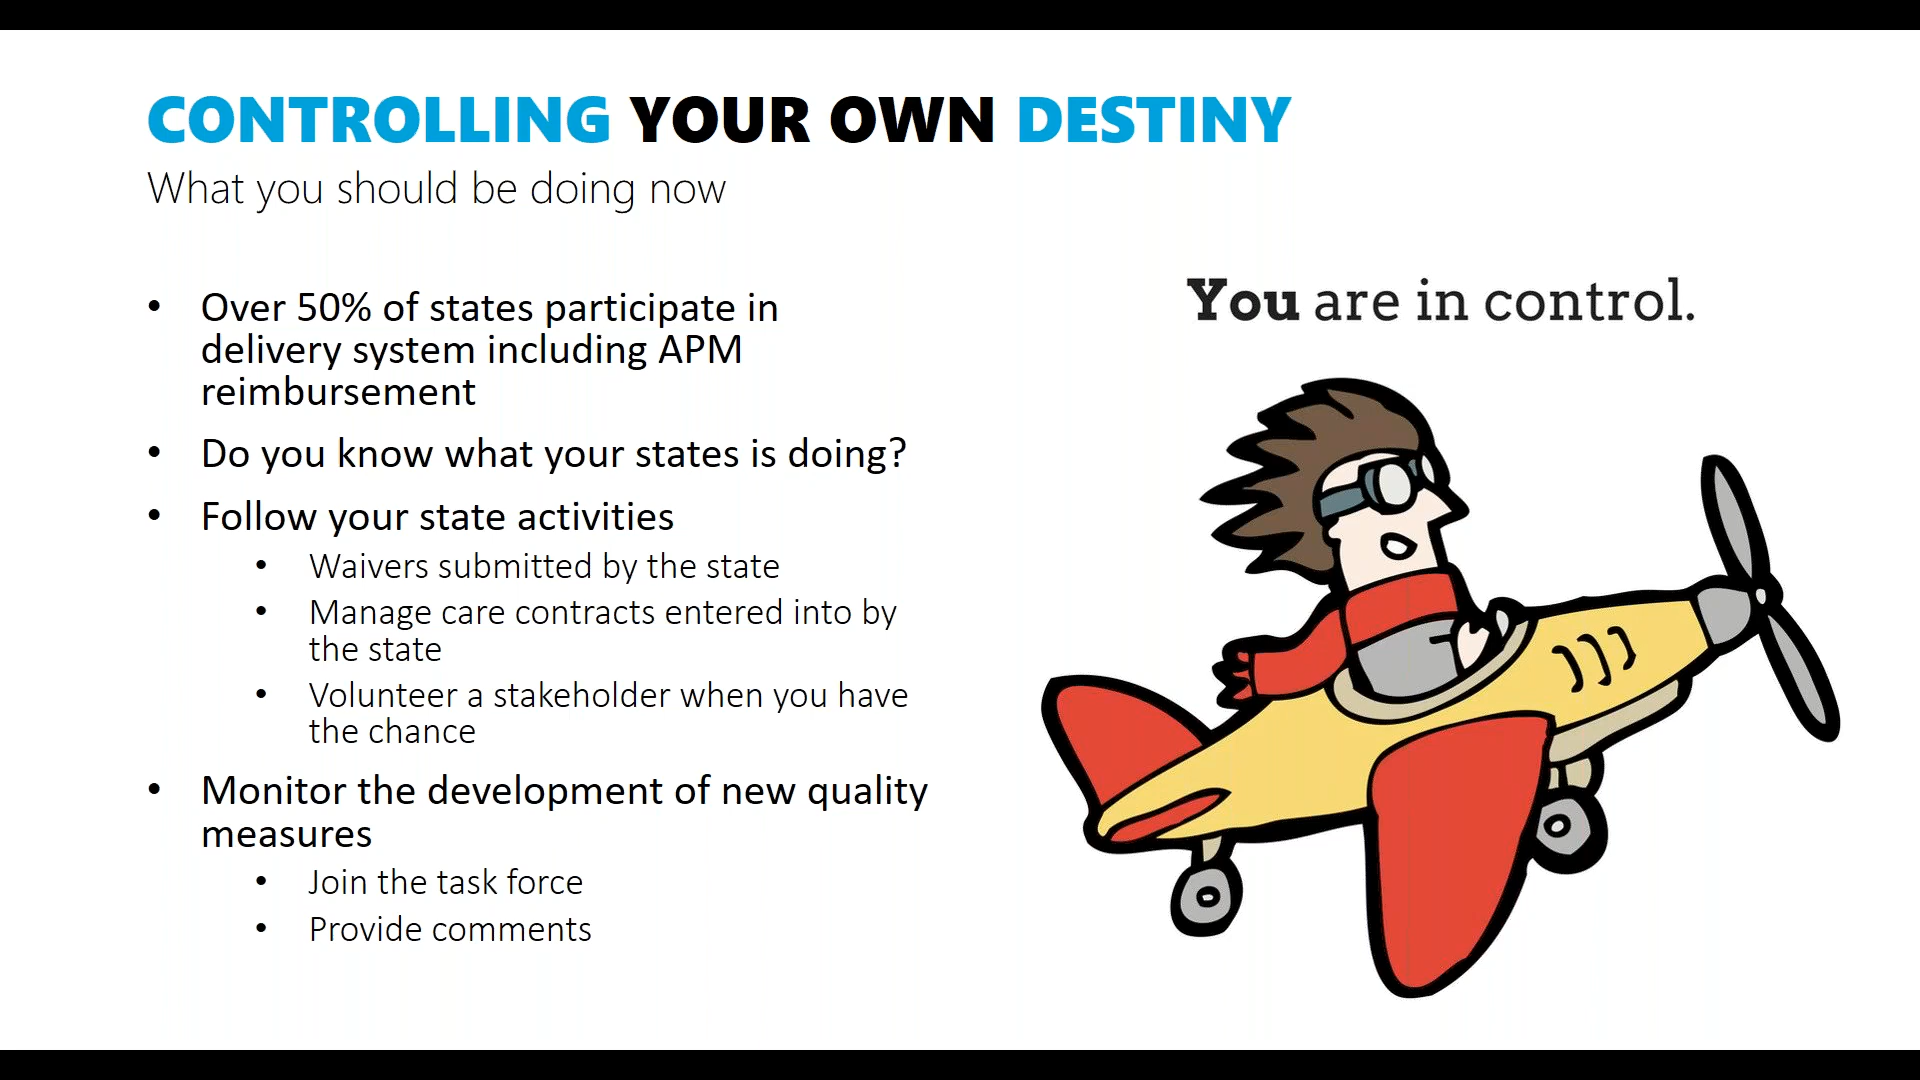 CONTROLLING YOUR OWN DESTINY
What you should be doing now
• Over 50% of states participate in
delivery system including APM
reimbursement
• Do you know what your states is doing?
• Follow your state activities
• Waivers submitted by the state
• Manage care contracts entered into by
the state
• Volunteer a stakeholder when you have
the chance
• Monitor the development of new quality
measures
• Join the task force
• Provide comments
You are in control.